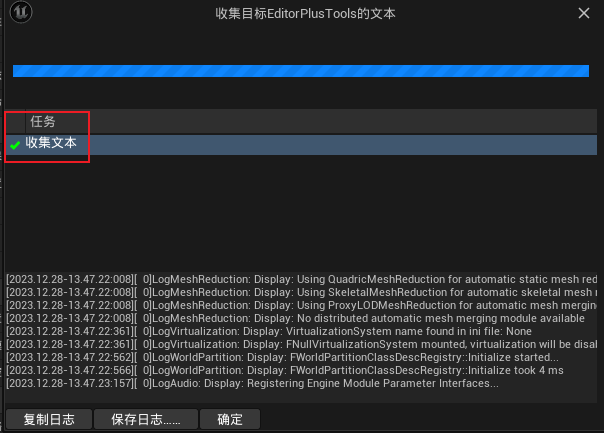 收集目标EditorPlusTools的文本
任务
收集文本
[2023.12.28-13.47.22:008][ 0]LogMeshReduction: Display: Using QuadricMeshReduction for automatic static mesh red
[2023.12.28-13.47.22:008][ 0]LogMeshReduction: Display: Using SkeletalMeshReduction for automatic skeletal mesh r
[2023.12.28-13.47.22:008][ 0]LogMeshReduction: Display: Using ProxyLODMeshReduction for automatic mesh merging
[2023.12.28-13.47.22:008][ 0]LogMeshReduction: Display: No distributed automatic mesh merging module available
[2023.12.28-13.47.22:361][ 0]LogVirtualization: Display: VirtualizationSystem name found in ini file: None
[2023.12.28-13.47.22:361][ 0]LogVirtualization: Display: FNullVirtualizationSystem mounted, virtualization will be disal
[2023.12.28-13.47.22:562][ 0]LogWorldPartition: Display: FWorldPartitionClassDescRegistry::Initialize started...
[2023.12.28-13.47.22:566][ 0]LogWorldPartition: Display: FWorldPartitionClassDescRegistry::Initialize took 4 ms
[2023.12.28-13.47.23:157][ 0]LogAudio: Display: Registering Engine Module Parameter Interfaces...
复制日志 保存日志...... 确定